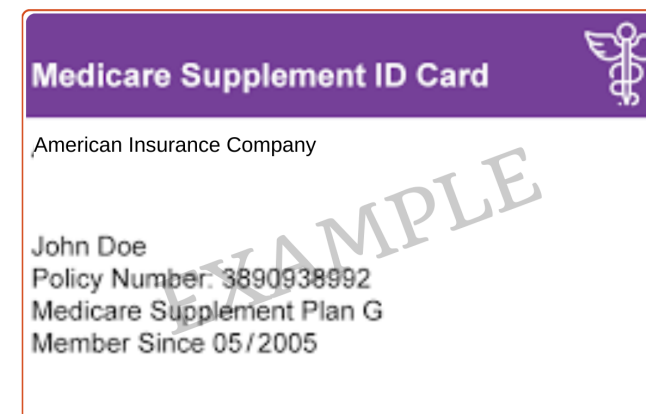 Medicare Supplement ID Card
American Insurance Company
EXAMPLE
John Doe
Policy Number: 3890938992
Medicare Supplement Plan G
Member Since 05/2005